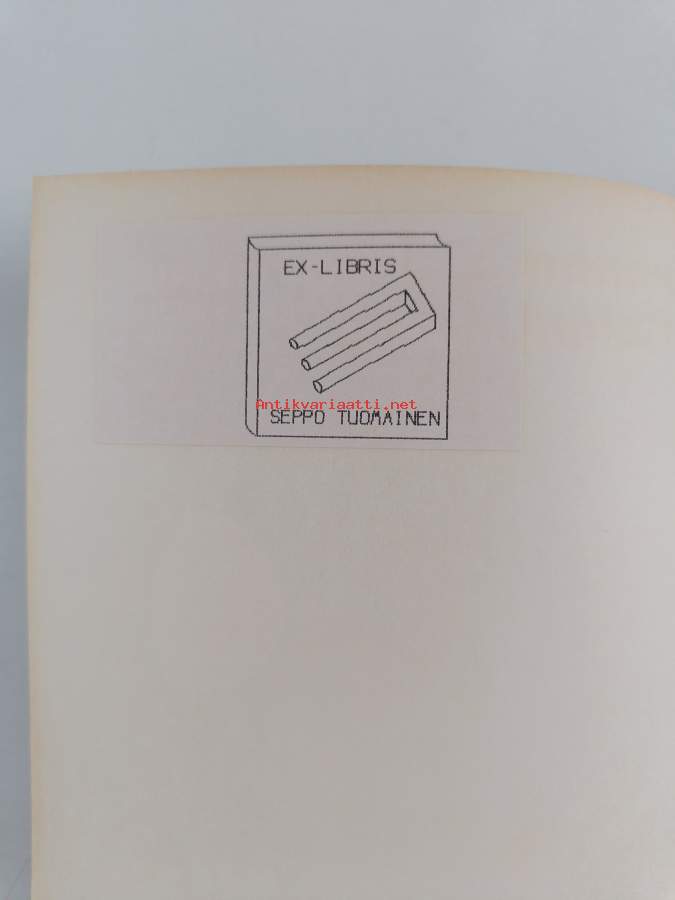 EX-LIBRIS
Antikvariaatti.net
SEPPO TUOMAINEN